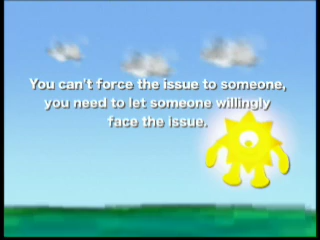 You can't force the issue to someone,
you need to let someone willingly
face the issue.